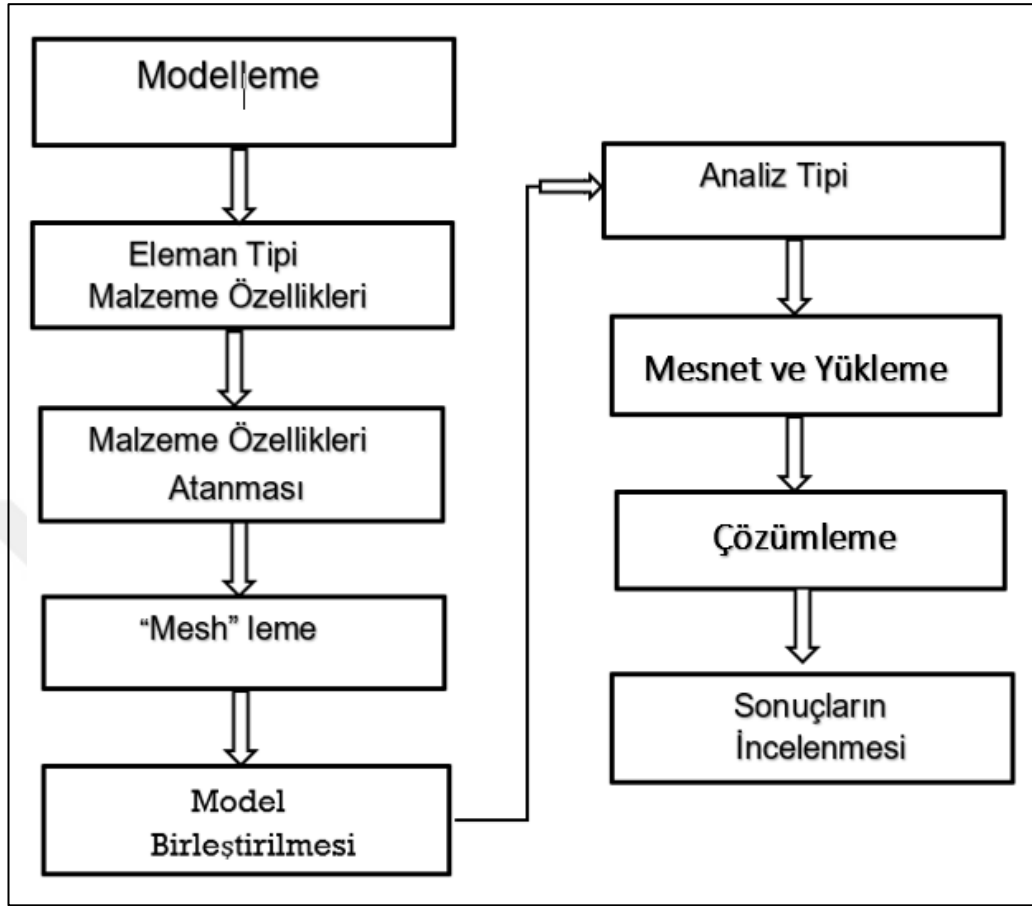 Modelleme
Eleman Tipi
Malzeme Özellikleri
Malzeme Özellikleri
Atanması
“Mesh” leme
Model
Birleştirilmesi
Analiz Tipi
Mesnet ve Yükleme
Çözümleme
Sonuçların
İncelenmesi